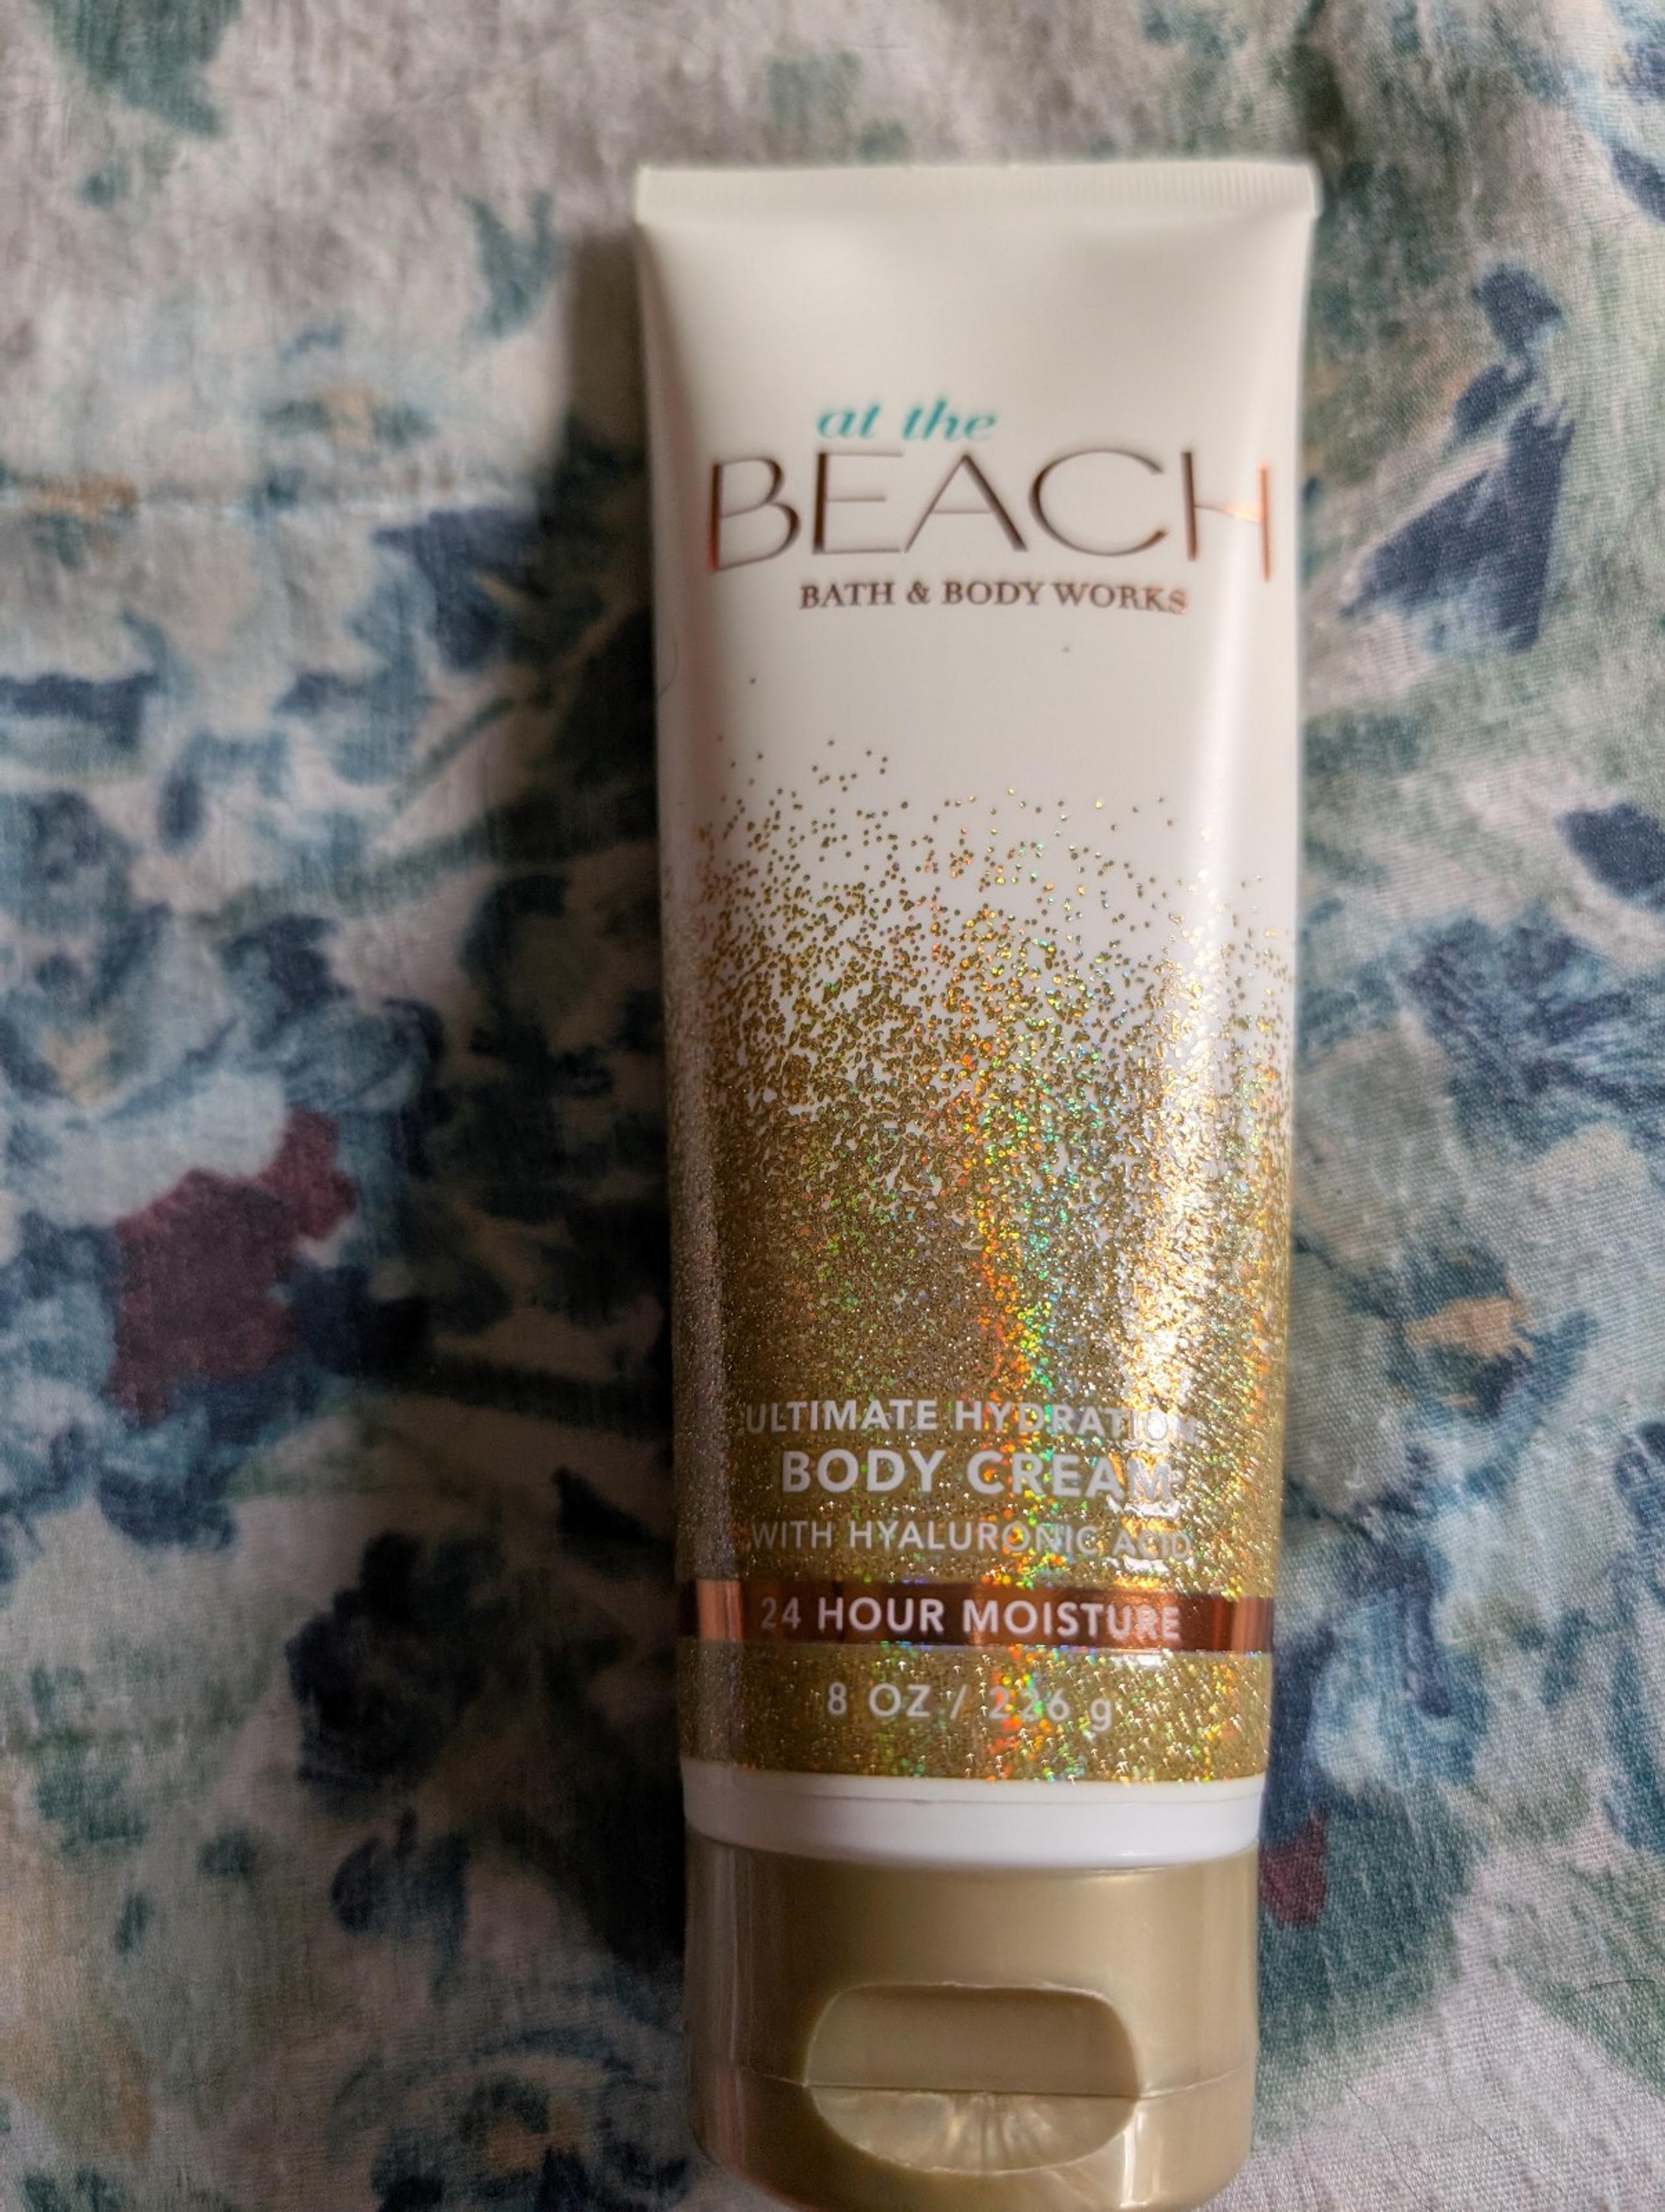 at the
BEACH
BATH & BODY WORKS
ULTIMATE HYDRATION
BODY CREAM
WITH HYALURONIC ACID
24 HOUR MOISTURE
8 OZ / 226 g